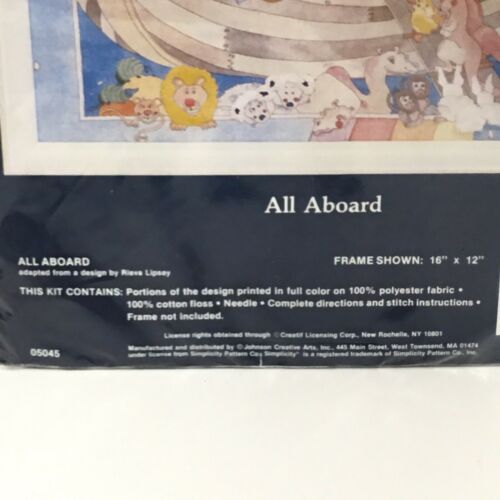 All Aboard
ALL ABOARD
adapted from a design by Rieva Lipsey
FRAME SHOWN: 16" x 12"
THIS KIT CONTAINS: Portions of the design printed in full color on 100% polyester fabric •
100% cotton floss • Needle • Complete directions and stitch instructions •
Frame not included.
License rights obtained through © Creatif Licensing Corp., New Rochelle, NY 10801
05045
Manufactured and distributed by © Johnson Creative Arts, Inc., 445 Main Street, West Townsend, MA 01474
under license from Simplicity Pattern Co., Simplicity® is a registered trademark of Simplicity Pattern Co., Inc.